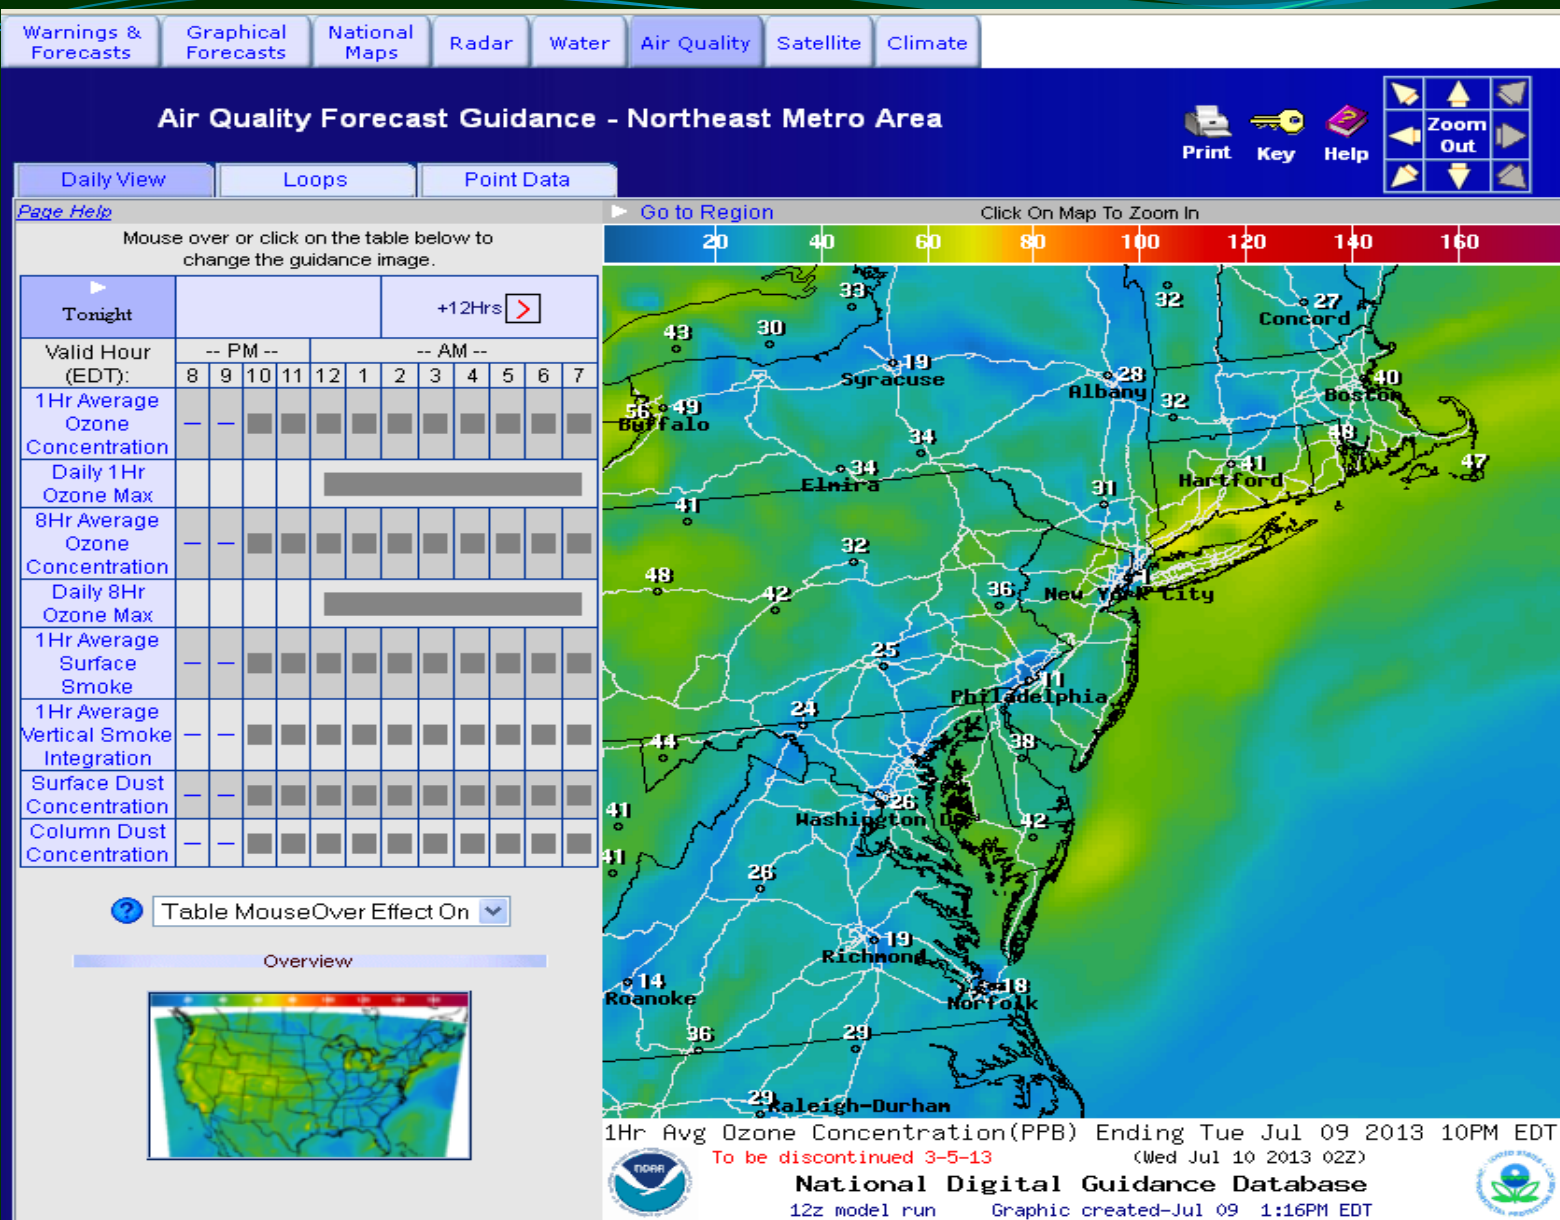 Warnings & Forecasts
Graphical Forecasts
National Maps
Radar
Water
Air Quality
Satellite
Climate
Air Quality Forecast Guidance - Northeast Metro Area
Print
Key
Help
Zoom Out
Daily View
Loops
Point Data
Page Help
Go to Region
Click On Map To Zoom In
Mouse over or click on the table below to
change the guidance image.
20 40 60 80 100 120 140 160
Tonight
+12Hrs
Valid Hour
(EDT):
-- PM --
-- AM --
8 9 10 11 12 1 2 3 4 5 6 7
1Hr Average
Ozone
Concentration
Daily 1Hr
Ozone Max
8Hr Average
Ozone
Concentration
Daily 8Hr
Ozone Max
1Hr Average
Surface
Smoke
1Hr Average
Vertical Smoke
Integration
Surface Dust
Concentration
Column Dust
Concentration
Table MouseOver Effect On
Overview
33
32
27
Concord
43
30
19
Syracuse
28
Albany
40
Boston
56
49
Buffalo
32
34
48
34
Elmira
41
Hartford
47
31
41
32
48
42
36
1
New York City
25
11
Philadelphia
24
44
38
41
26
Washington DC
42
41
28
19
Richmond
14
Roanoke
18
Norfolk
36
29
29
Raleigh-Durham
1Hr Avg Ozone Concentration(PPB) Ending Tue Jul 09 2013 10PM EDT
To be discontinued 3-5-13
(Wed Jul 10 2013 02Z)
NOAA
National Digital Guidance Database
12z model run
Graphic created-Jul 09 1:16PM EDT